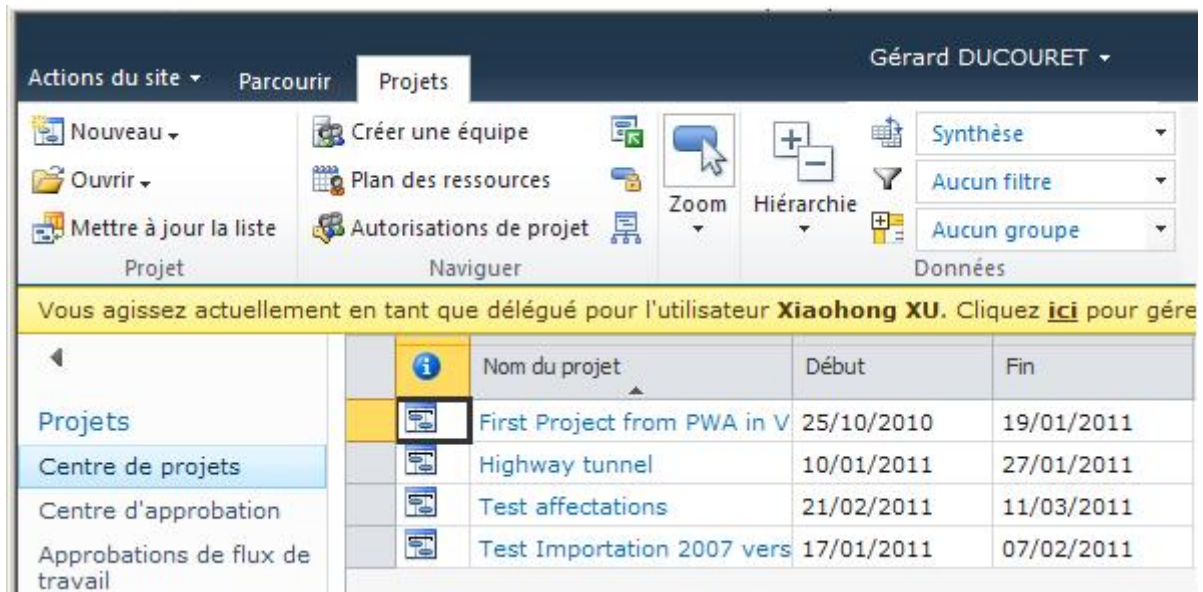 Gérard DUCOURET
Actions du site Parcourir Projets
Nouveau Créer une équipe Synthèse
Ouvrir Plan des ressources Aucun filtre
Zoom Hiérarchie
Mettre à jour la liste Autorisations de projet Aucun groupe
Projet Naviguer Données
Vous agissez actuellement en tant que délégué pour l'utilisateur Xiaohong XU. Cliquez ici pour gére
Nom du projet Début Fin
Projets First Project from PWA in V 25/10/2010 19/01/2011
Centre de projets Highway tunnel 10/01/2011 27/01/2011
Centre d'approbation Test affectations 21/02/2011 11/03/2011
Approbations de flux de Test Importation 2007 vers 17/01/2011 07/02/2011
travail